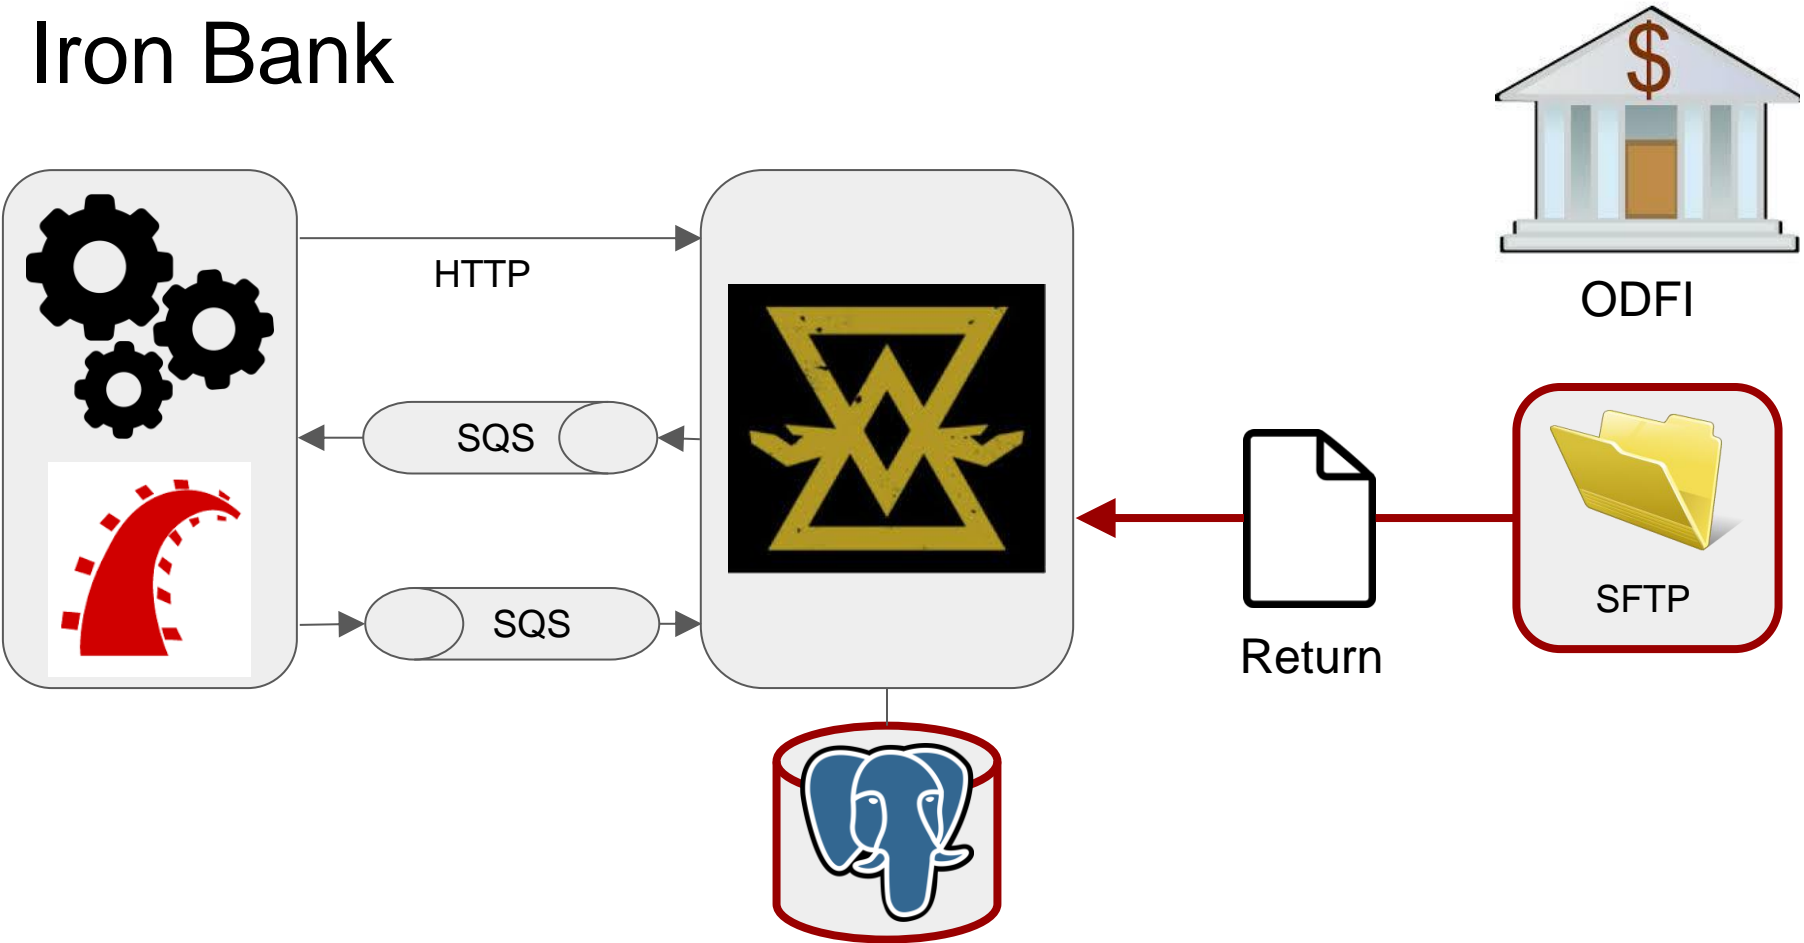 Iron Bank
$
ODFI
HTTP
SQS
SQS
Return
SFTP